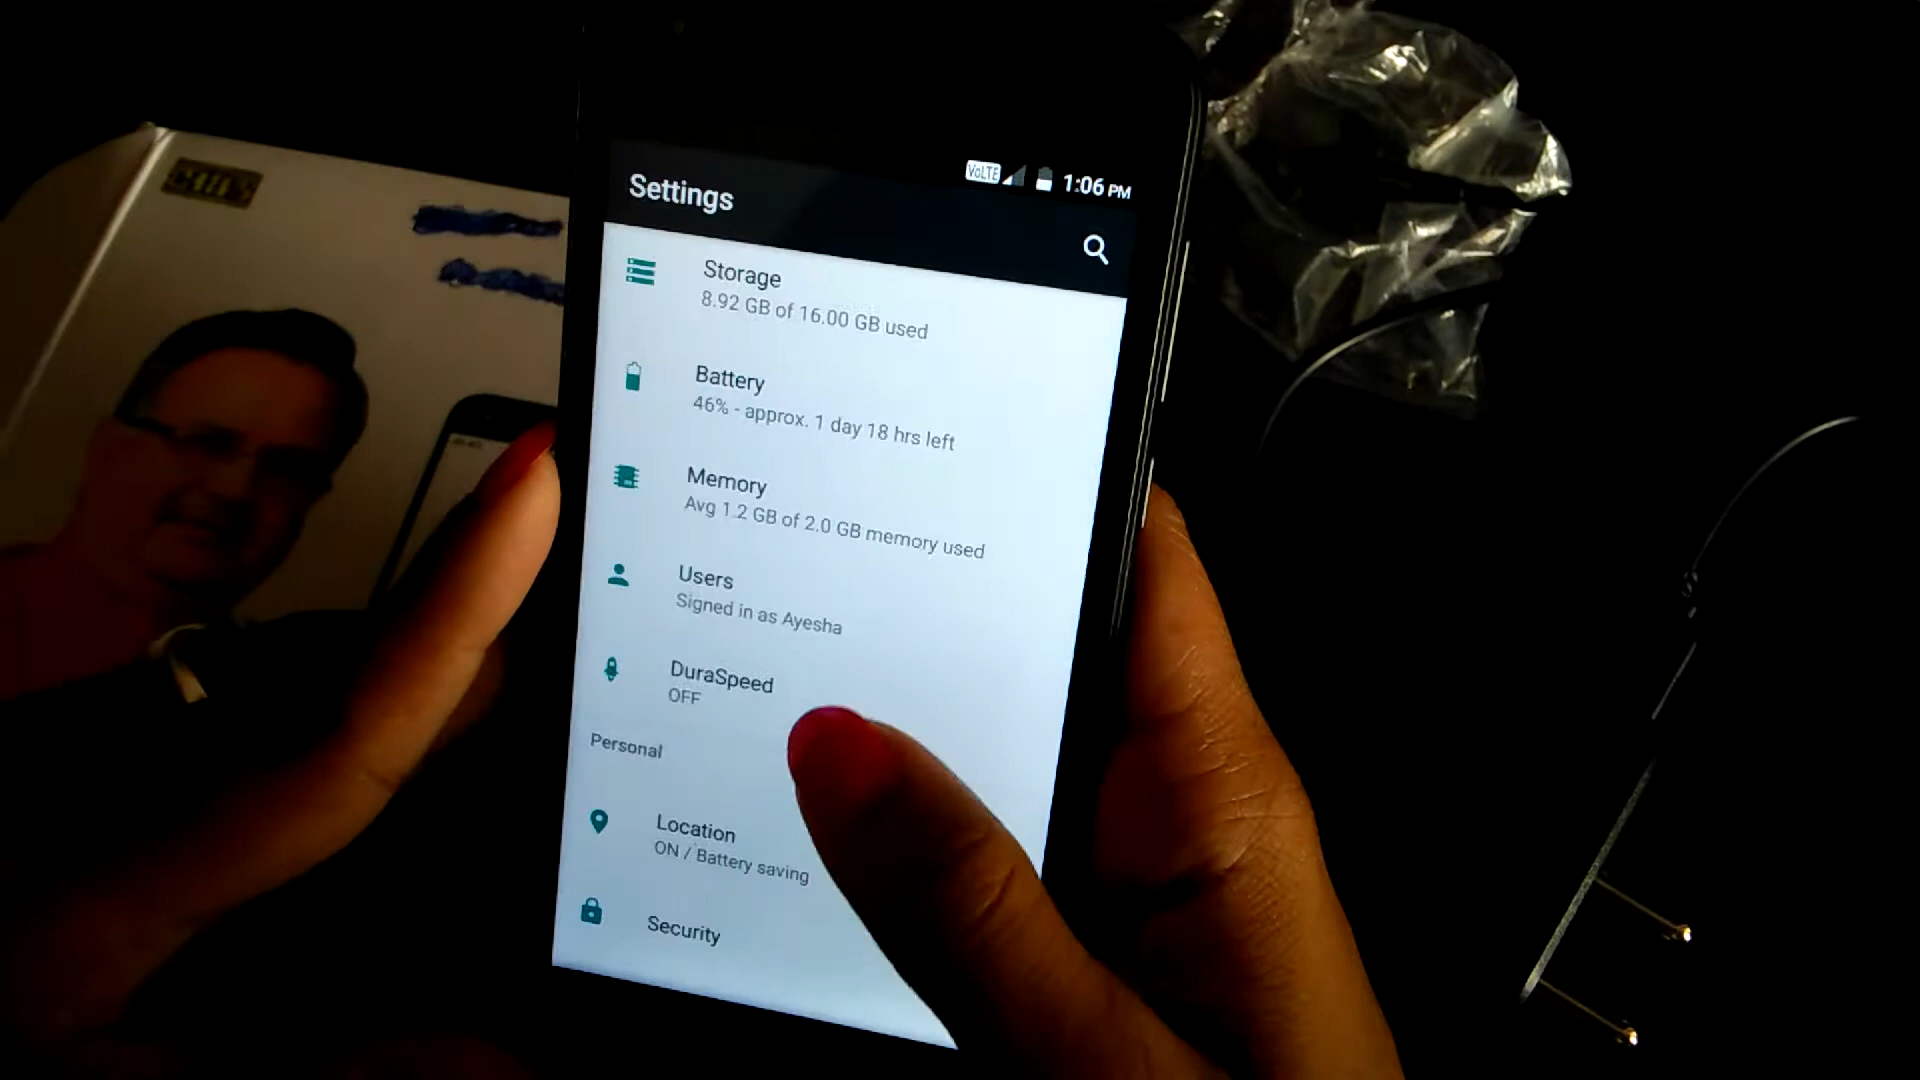 VoLTE 1:06 PM
Settings
Storage
8.92 GB of 16.00 GB used
Battery
46% - approx. 1 day 18 hrs left
Memory
Avg 1.2 GB of 2.0 GB memory used
Users
Signed in as Ayesha
DuraSpeed
OFF
Personal
Location
ON / Battery saving
Security